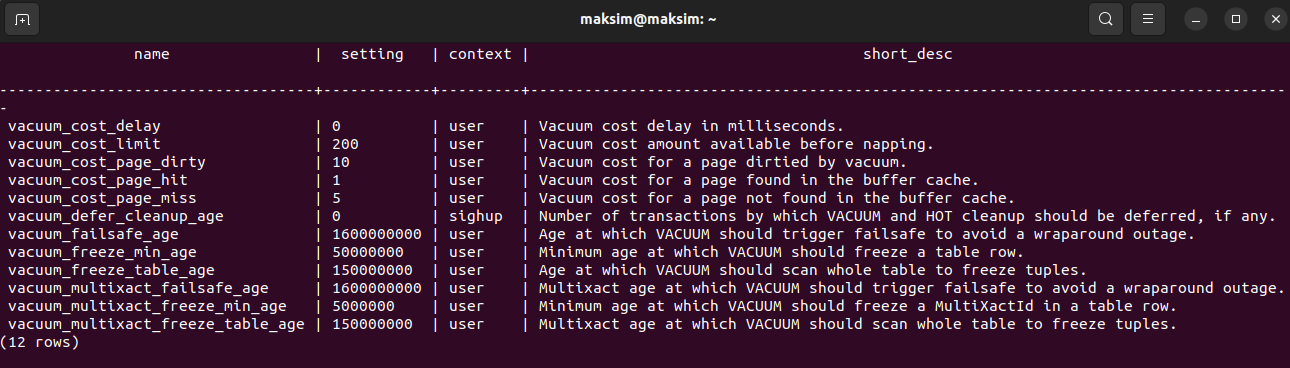 maksim@maksim: ~
name | setting | context | short_desc
----------------------------------+------------+---------+-------------------------------------------------------------------------------------
-
vacuum_cost_delay | 0 | user | Vacuum cost delay in milliseconds.
vacuum_cost_limit | 200 | user | Vacuum cost amount available before napping.
vacuum_cost_page_dirty | 10 | user | Vacuum cost for a page dirtied by vacuum.
vacuum_cost_page_hit | 1 | user | Vacuum cost for a page found in the buffer cache.
vacuum_cost_page_miss | 5 | user | Vacuum cost for a page not found in the buffer cache.
vacuum_defer_cleanup_age | 0 | sighup | Number of transactions by which VACUUM and HOT cleanup should be deferred, if any.
vacuum_failsafe_age | 1600000000 | user | Age at which VACUUM should trigger failsafe to avoid a wraparound outage.
vacuum_freeze_min_age | 50000000 | user | Minimum age at which VACUUM should freeze a table row.
vacuum_freeze_table_age | 150000000 | user | Age at which VACUUM should scan whole table to freeze tuples.
vacuum_multixact_failsafe_age | 1600000000 | user | Multixact age at which VACUUM should trigger failsafe to avoid a wraparound outage.
vacuum_multixact_freeze_min_age | 5000000 | user | Minimum age at which VACUUM should freeze a MultiXactId in a table row.
vacuum_multixact_freeze_table_age | 150000000 | user | Multixact age at which VACUUM should scan whole table to freeze tuples.
(12 rows)